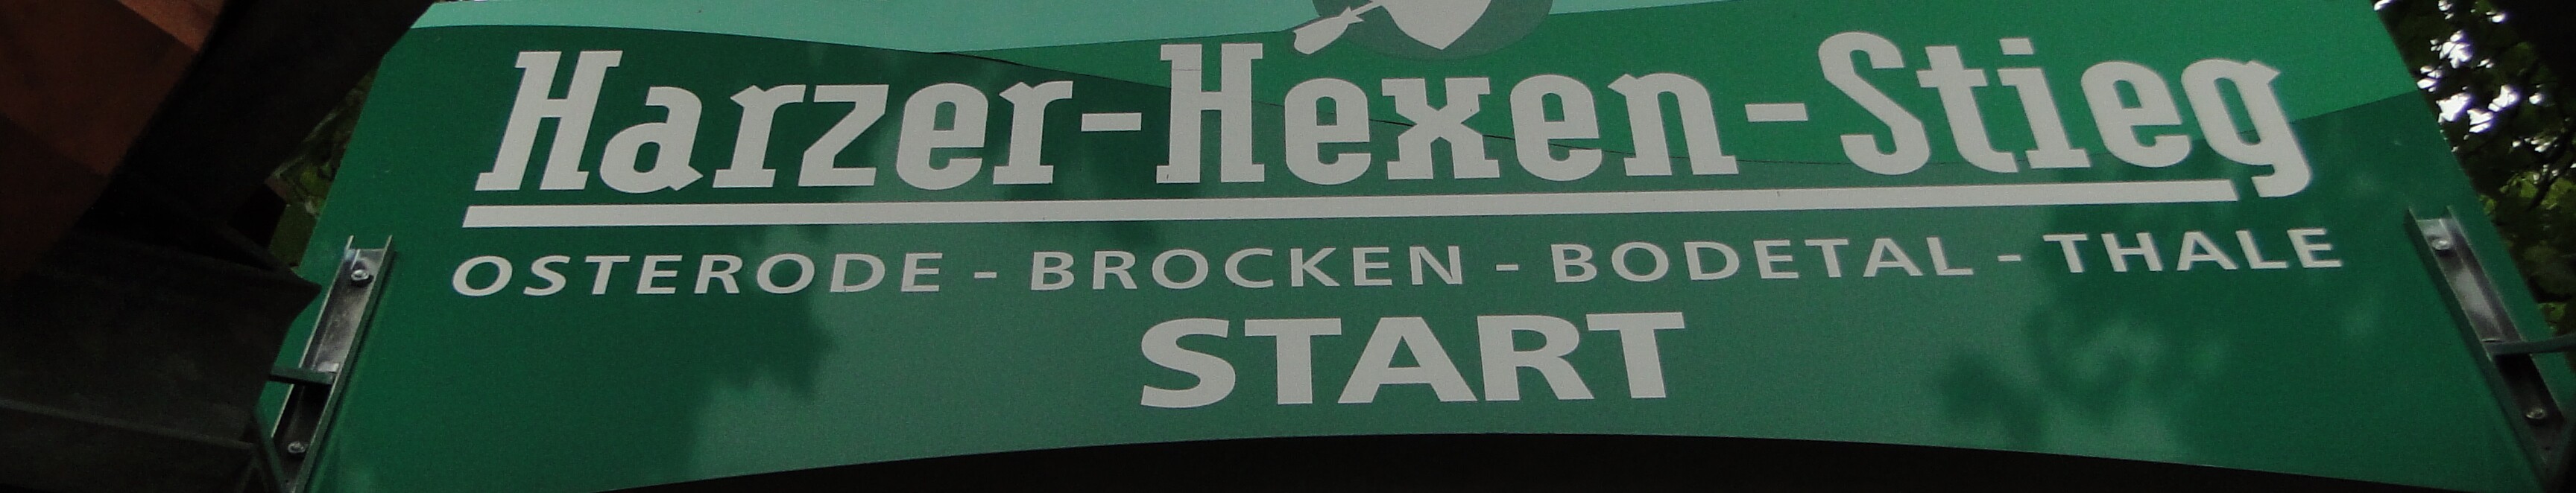 Harzer-Hexen-Stieg
OSTERODE - BROCKEN - BODETAL - THALE
START